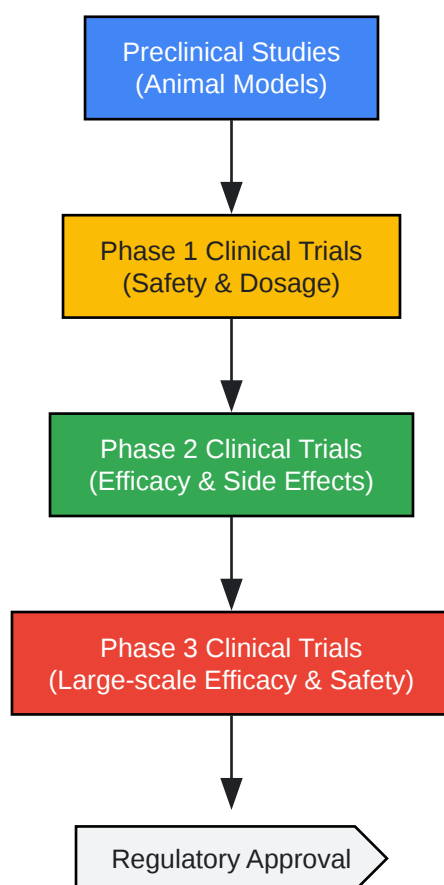 Preclinical Studies
(Animal Models)
Phase 1 Clinical Trials
(Safety & Dosage)
Phase 2 Clinical Trials
(Efficacy & Side Effects)
Phase 3 Clinical Trials
(Large-scale Efficacy & Safety)
Regulatory Approval